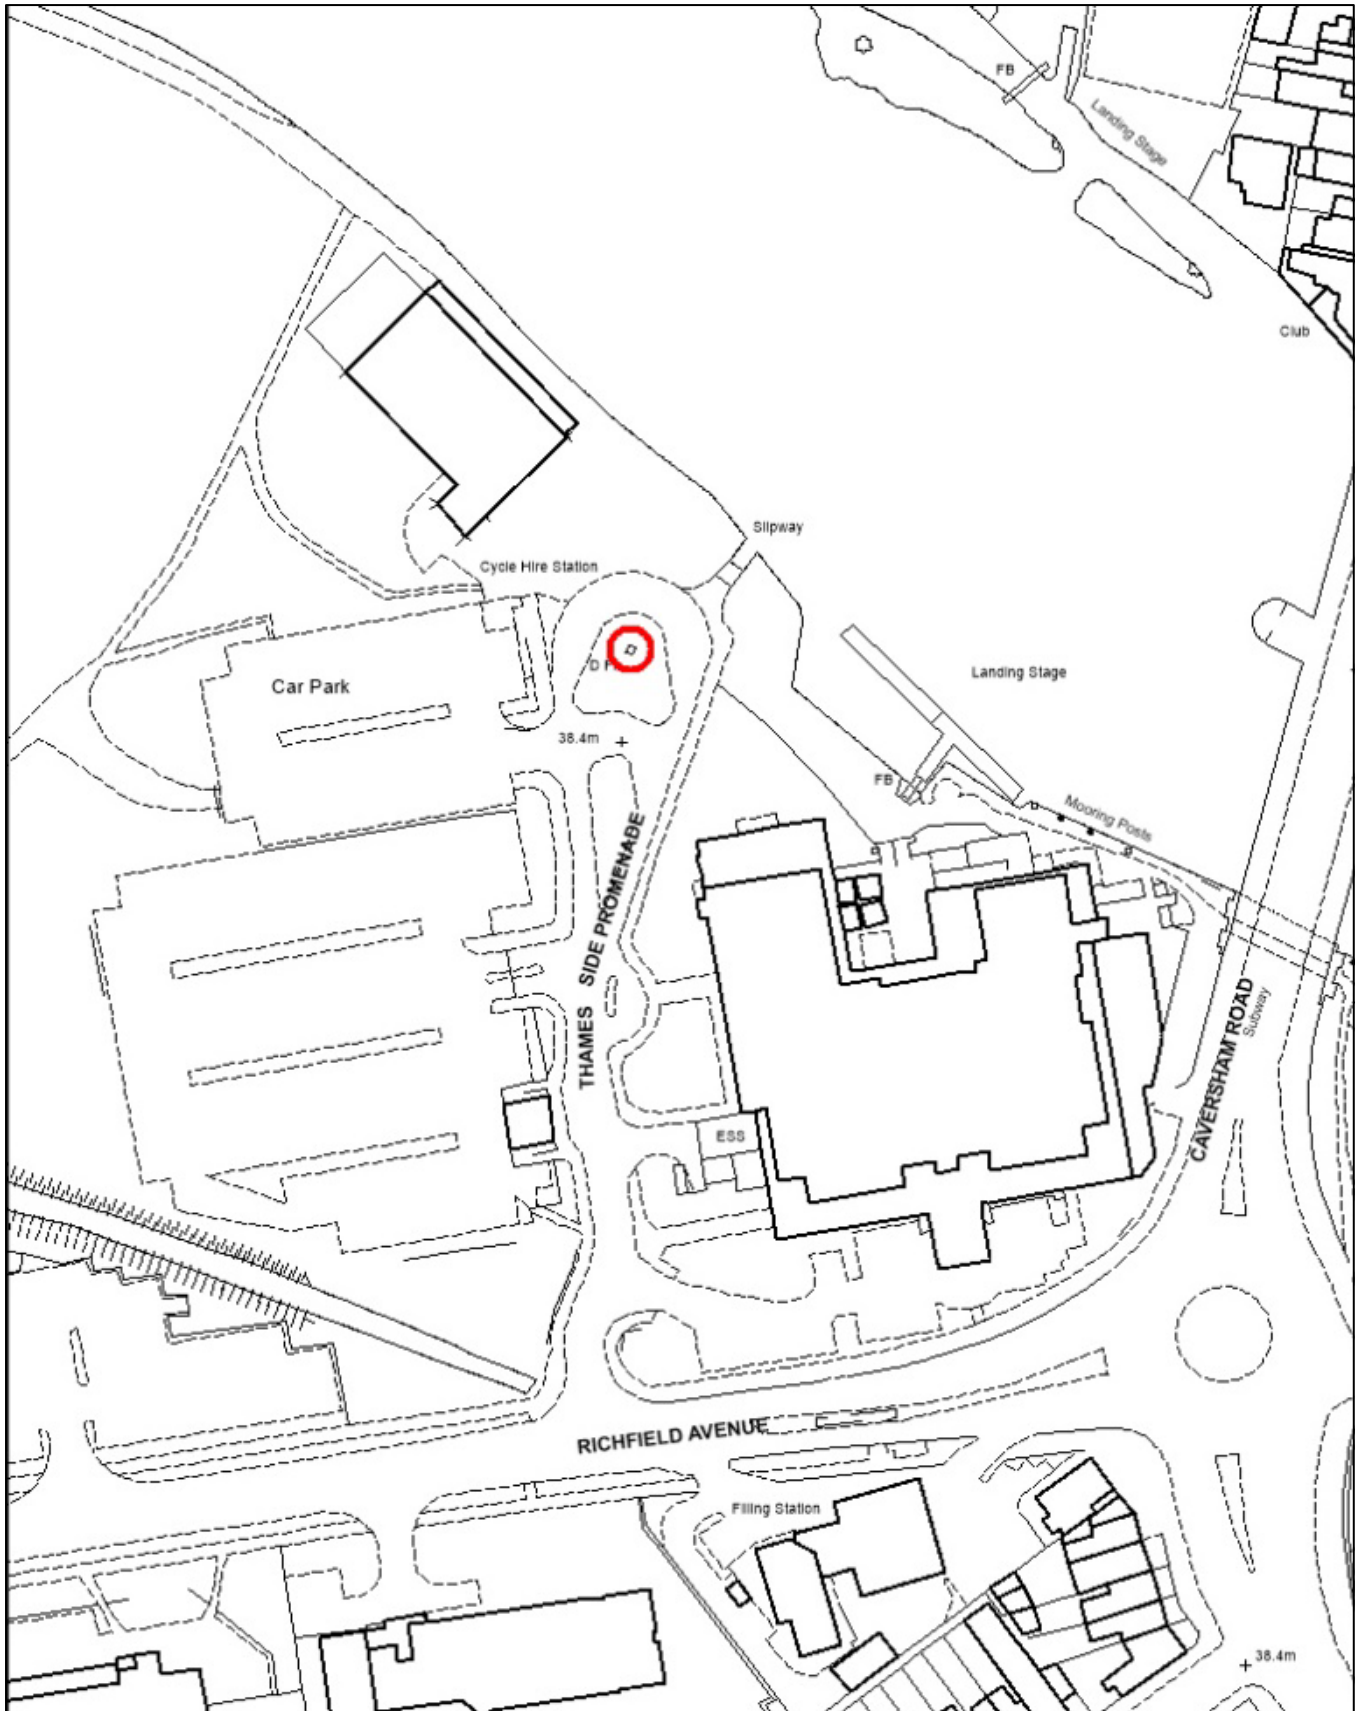 FB
Landing Stage
Club
Slipway
Cycle Hire Station
Landing Stage
Car Park
38.4m
FB
Mooring Posts
THAMES SIDE PROMENADE
CAVERSHAM ROAD
Subway
ESS
RICHFIELD AVENUE
Filling Station
38.4m